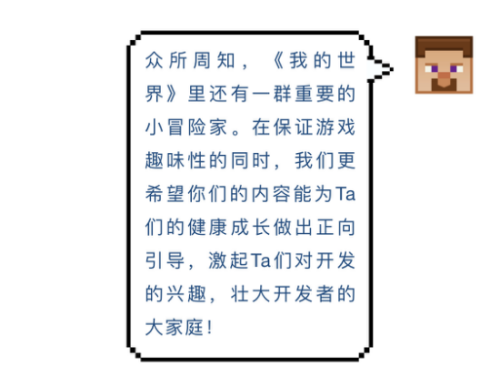 众所周知，《我的世
界》里还有一群重要的
小冒险家。在保证游戏
趣味性的同时，我们更
希望你们的内容能为Ta
们的健康成长做出正向
引导，激起Ta们对开发
的兴趣，壮大开发者的
大家庭！